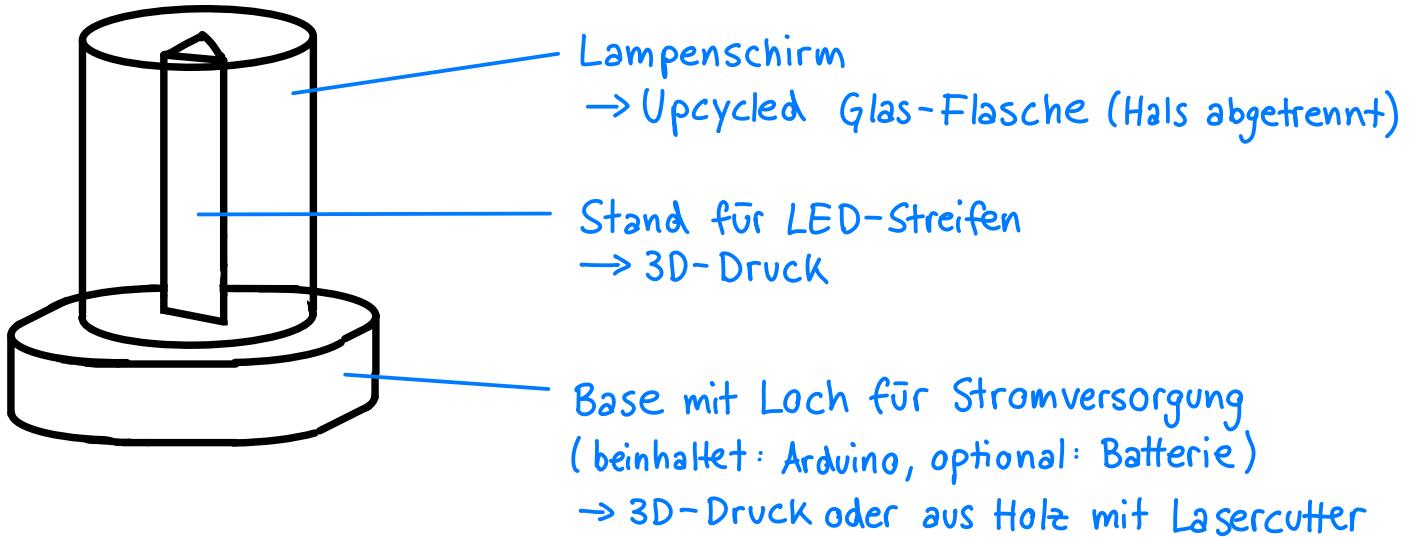 Lampenschirm
→ Upcycled Glas-Flasche (Hals abgetrennt)
Stand für LED-Streifen
→ 3D-Druck
Base mit Loch für Stromversorgung
(beinhaltet: Arduino, optional: Batterie)
→ 3D-Druck oder aus Holz mit Lasercutter